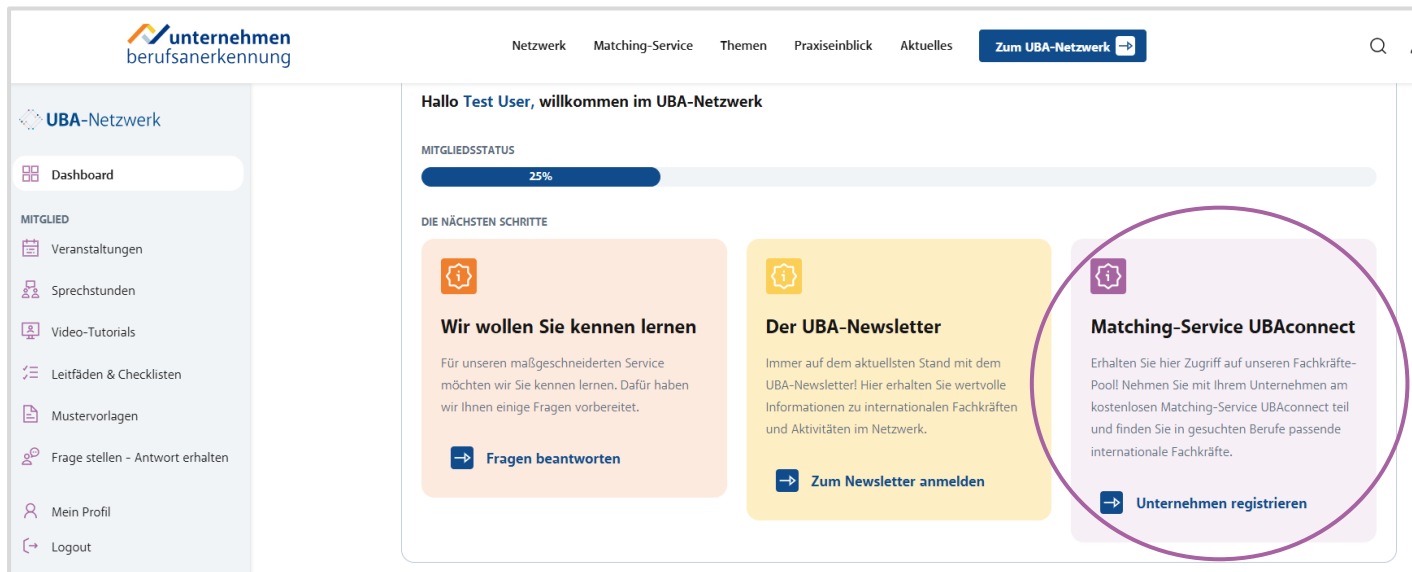 unternehmen
berufsanerkennung
Netzwerk Matching-Service Themen Praxiseinblick Aktuelles Zum UBA-Netzwerk
UBA-Netzwerk
Dashboard
MITGLIED
Veranstaltungen
Sprechstunden
Video-Tutorials
Leitfäden & Checklisten
Mustervorlagen
Frage stellen - Antwort erhalten
Mein Profil
Logout
Hallo Test User, willkommen im UBA-Netzwerk
MITGLIEDSSTATUS
25%
DIE NÄCHSTEN SCHRITTE
Wir wollen Sie kennen lernen
Für unseren maßgeschneiderten Service
möchten wir Sie kennen lernen. Dafür haben
wir Ihnen einige Fragen vorbereitet.
Fragen beantworten
Der UBA-Newsletter
Immer auf dem aktuellsten Stand mit dem
UBA-Newsletter! Hier erhalten Sie wertvolle
Informationen zu internationalen Fachkräften
und Aktivitäten im Netzwerk.
Zum Newsletter anmelden
Matching-Service UBAconnect
Erhalten Sie hier Zugriff auf unseren Fachkräfte-
Pool! Nehmen Sie mit Ihrem Unternehmen am
kostenlosen Matching-Service UBAconnect teil
und finden Sie in gesuchten Berufe passende
internationale Fachkräfte.
Unternehmen registrieren